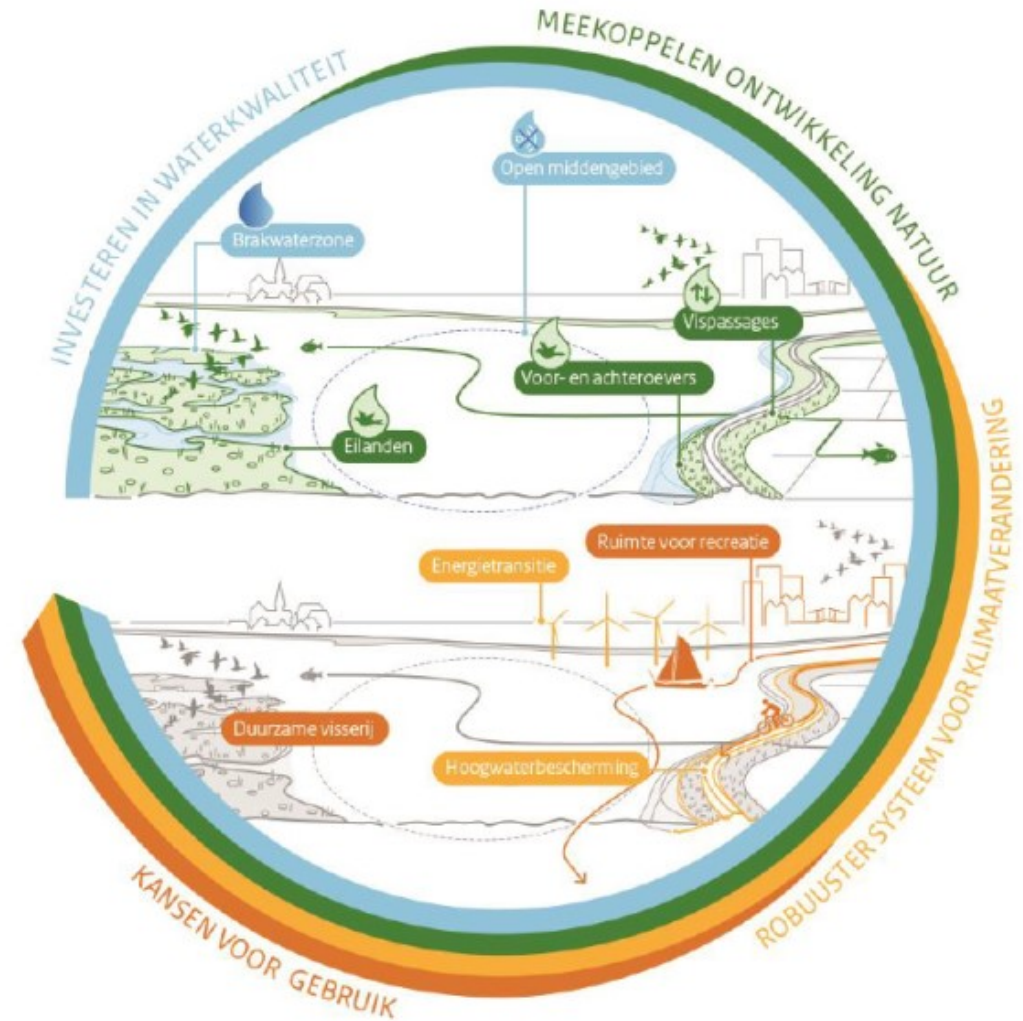 MEEKOPPELEN ONTWIKKELING NATUUR
INVESTEREN IN WATERKWALITEIT
Open middengebied
Brakwaterzone
Vispassages
Voor- en achteroevers
Eilanden
Ruimte voor recreatie
Energietransitie
Duurzame visserij
Hoogwaterbescherming
ROBUUSTER SYSTEEM VOOR KLIMAATVERANDERING
KANSEN VOOR GEBRUIK